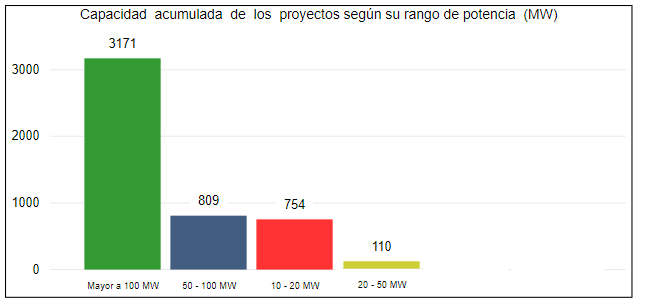 Capacidad acumulada de los proyectos según su rango de potencia (MW)
3171
3000
2000
1000
809
754
110
0
Mayor a 100 MW
50 - 100 MW
10 - 20 MW
20 - 50 MW